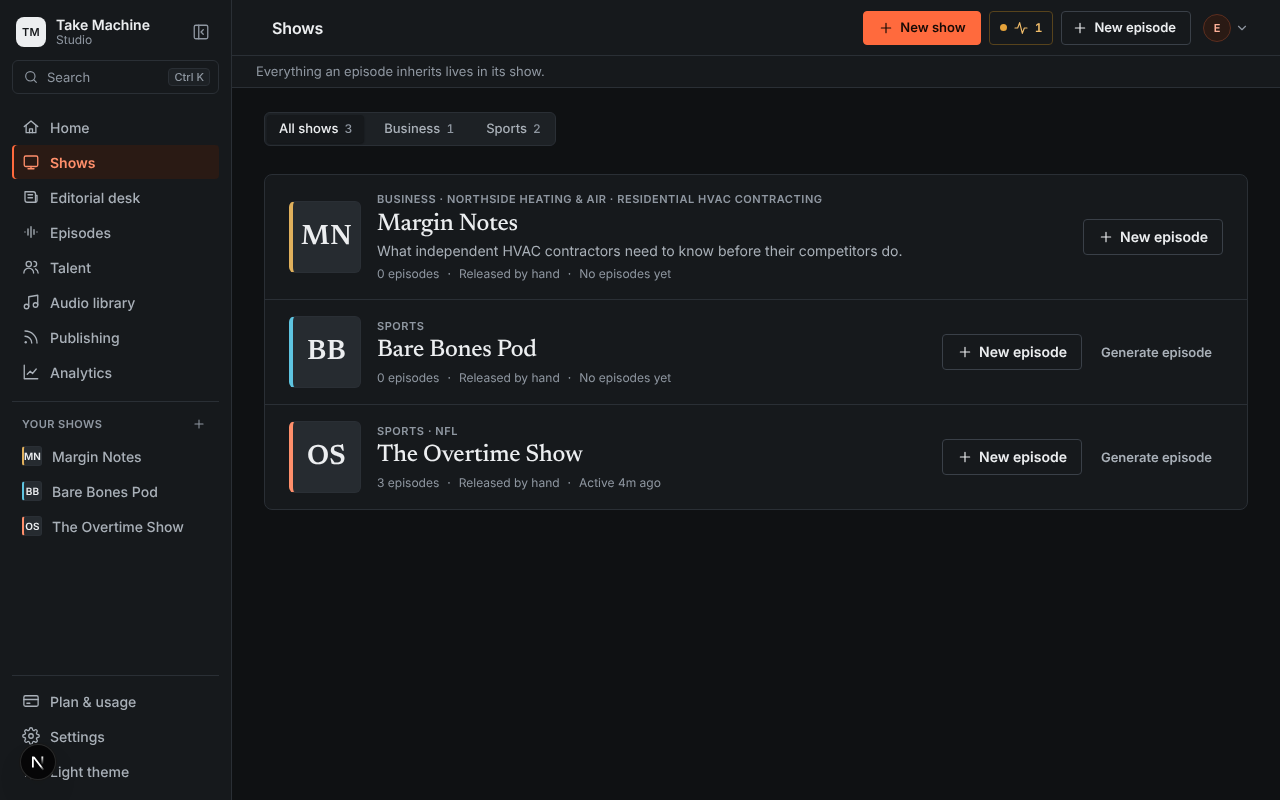 TM
Take Machine
Studio
Search
Ctrl K
Home
Shows
Editorial desk
Episodes
Talent
Audio library
Publishing
Analytics
YOUR SHOWS
MN Margin Notes
BB Bare Bones Pod
OS The Overtime Show
Plan & usage
Settings
N
Light theme
Shows
New show
1
New episode
E
Everything an episode inherits lives in its show.
All shows 3
Business 1
Sports 2
MN
BUSINESS · NORTHSIDE HEATING & AIR · RESIDENTIAL HVAC CONTRACTING
Margin Notes
What independent HVAC contractors need to know before their competitors do.
0 episodes · Released by hand · No episodes yet
New episode
BB
SPORTS
Bare Bones Pod
0 episodes · Released by hand · No episodes yet
New episode
Generate episode
OS
SPORTS · NFL
The Overtime Show
3 episodes · Released by hand · Active 4m ago
New episode
Generate episode